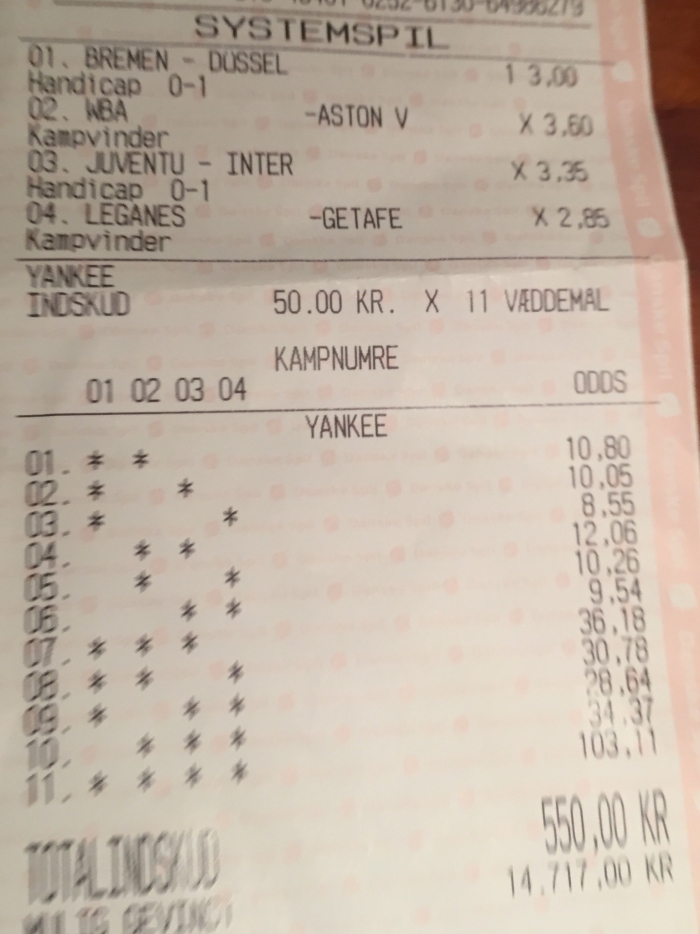 SYSTEMSPIL
01. BREMEN - DÜSSEL 1 3,00
Handicap 0-1
02. WBA -ASTON V X 3,60
Kampvinder
03. JUVENTU - INTER X 3,35
Handicap 0-1
04. LEGANES -GETAFE X 2,85
Kampvinder
YANKEE
INDSKUD 50.00 KR. X 11 VÆDDEMÅL
KAMPNUMRE
01 02 03 04 ODDS
YANKEE
01. * * 10,80
02. * * 10,05
03. * * 8,55
04. * * 12,06
05. * * 10,26
06. * * 9,54
07. * * * 36,18
08. * * * 30,78
09. * * * 28,64
10. * * * 34,37
11. * * * * 103,11
TOTALINDSKUD 550,00 KR
14.717,00 KR